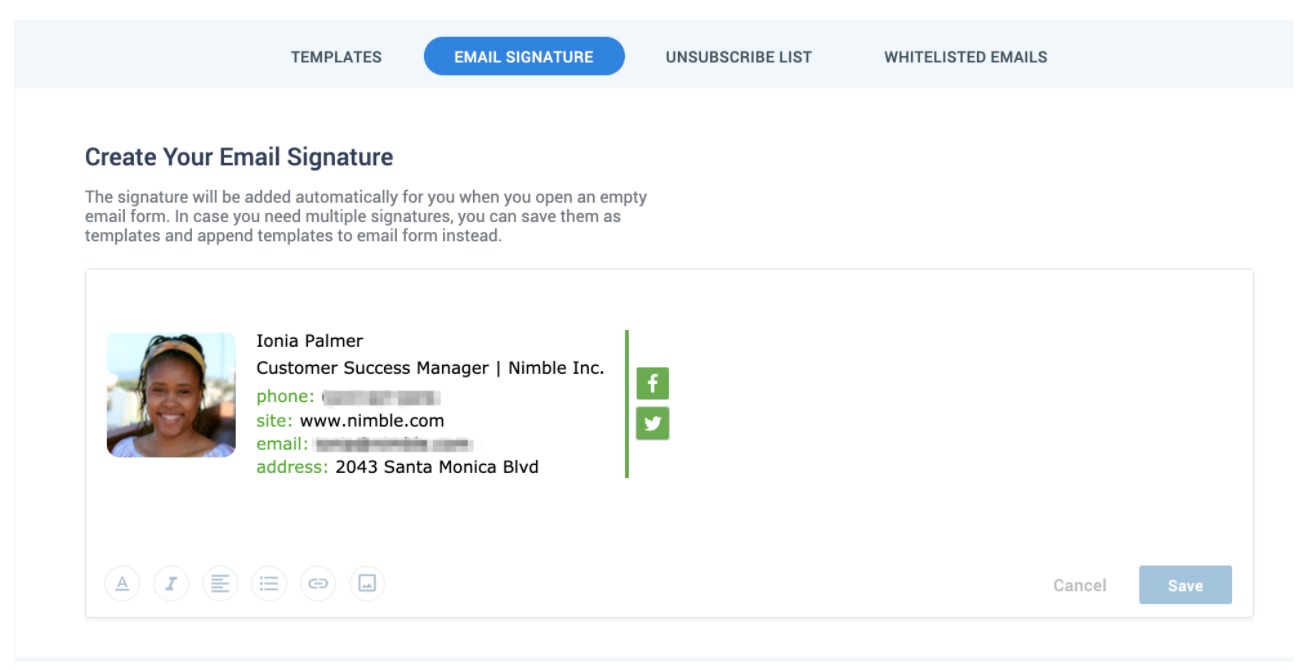 TEMPLATES EMAIL SIGNATURE UNSUBSCRIBE LIST WHITELISTED EMAILS
Create Your Email Signature
The signature will be added automatically for you when you open an empty
email form. In case you need multiple signatures, you can save them as
templates and append templates to email form instead.
Ionia Palmer
Customer Success Manager | Nimble Inc.
phone:
site: www.nimble.com
email:
address: 2043 Santa Monica Blvd
Cancel Save